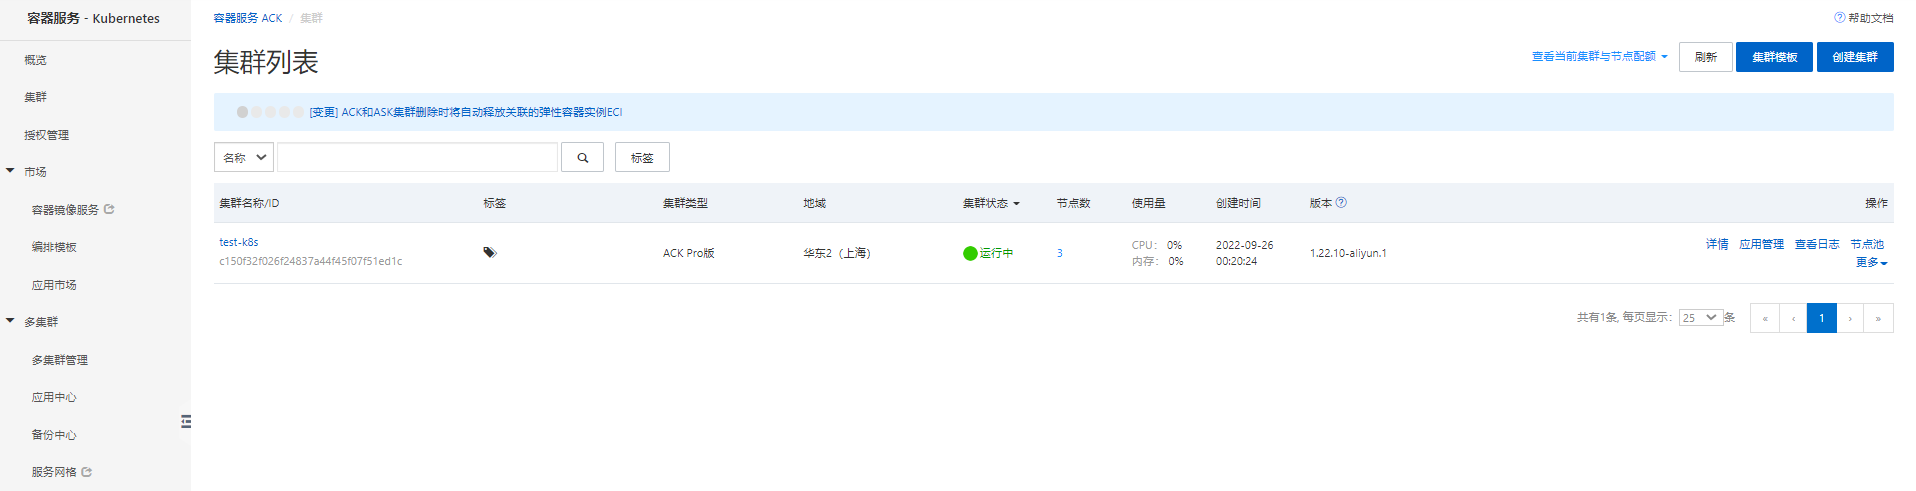 容器服务 - Kubernetes
概览
集群
授权管理
市场
容器镜像服务
编排模板
应用市场
多集群
多集群管理
应用中心
备份中心
服务网格
容器服务 ACK / 集群
帮助文档
集群列表
查看当前集群与节点配额 刷新 集群模板 创建集群
[变更] ACK和ASK集群删除时将自动释放关联的弹性容器实例ECI
名称 标签
集群名称/ID 标签 集群类型 地域 集群状态 节点数 使用量 创建时间 版本 操作
test-k8s
c150f32f026f24837a44f45f07f51ed1c
ACK Pro版
华东2（上海）
运行中
3
CPU： 0%
内存： 0%
2022-09-26
00:20:24
1.22.10-aliyun.1
详情 应用管理 查看日志 节点池
更多
共有1条, 每页显示： 25 条 « ‹ 1 › »